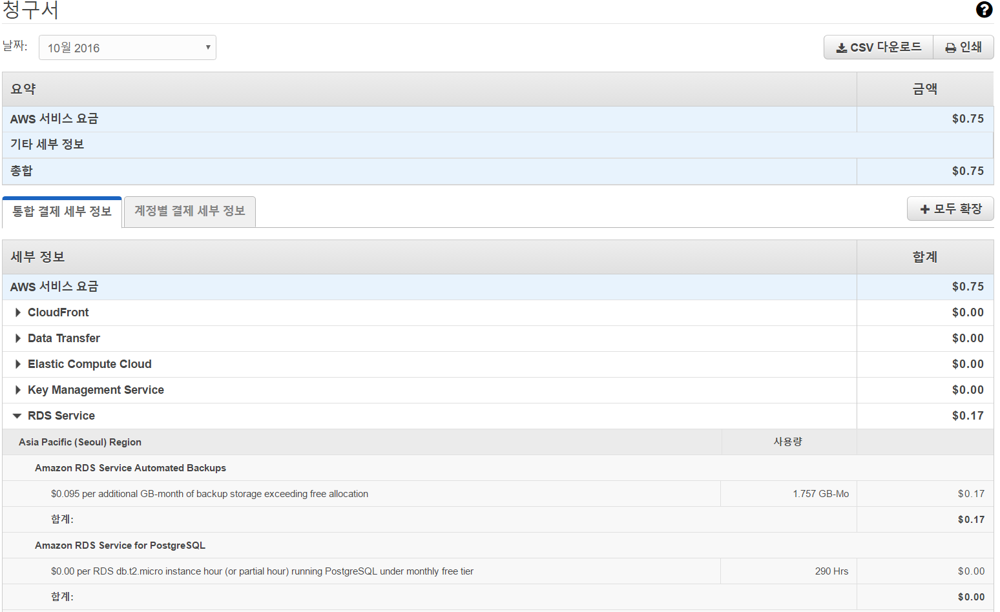 청구서
날짜: 10월 2016
CSV 다운로드 인쇄
요약 금액
AWS 서비스 요금 $0.75
기타 세부 정보
총합 $0.75
통합 결제 세부 정보 계정별 결제 세부 정보 모두 확장
세부 정보 합계
AWS 서비스 요금 $0.75
CloudFront $0.00
Data Transfer $0.00
Elastic Compute Cloud $0.00
Key Management Service $0.00
RDS Service $0.17
Asia Pacific (Seoul) Region 사용량
Amazon RDS Service Automated Backups
$0.095 per additional GB-month of backup storage exceeding free allocation 1.757 GB-Mo $0.17
합계: $0.17
Amazon RDS Service for PostgreSQL
$0.00 per RDS db.t2.micro instance hour (or partial hour) running PostgreSQL under monthly free tier 290 Hrs $0.00
합계: $0.00